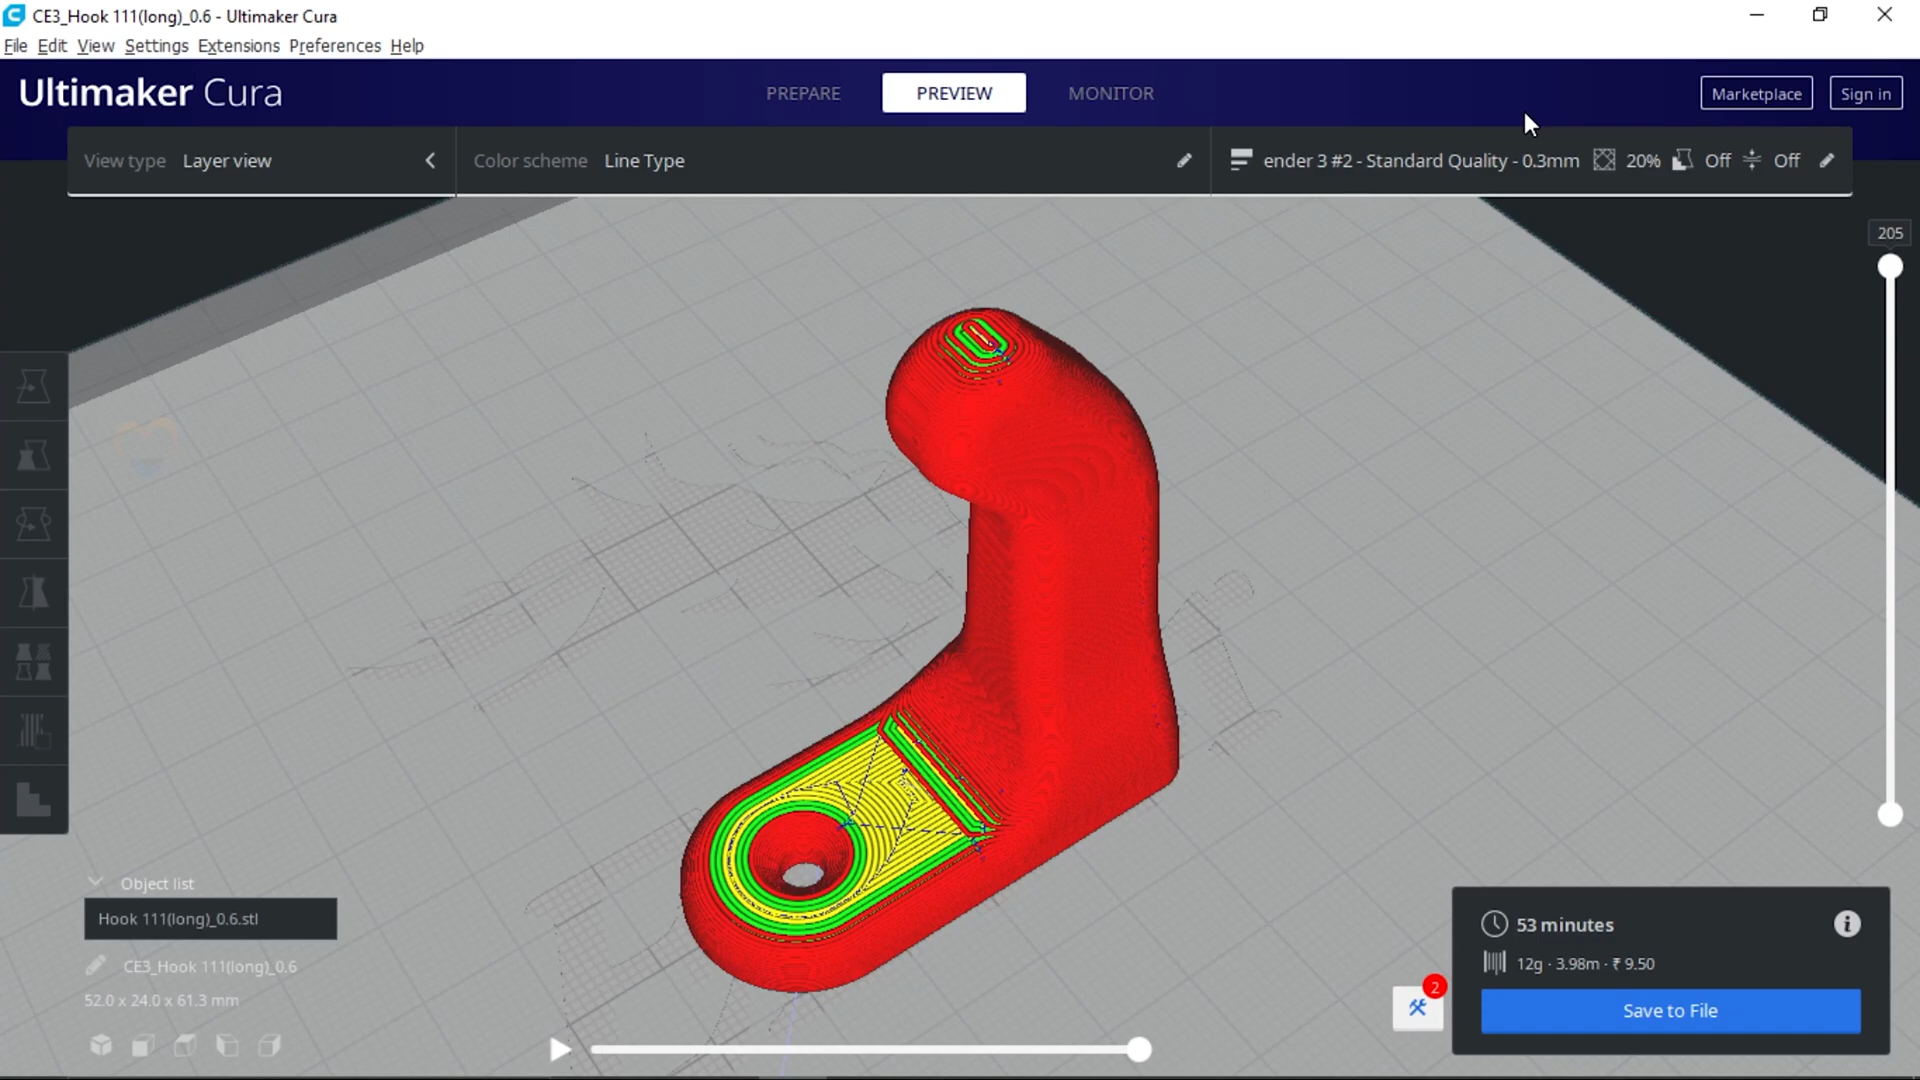 CE3_Hook 111(long)_0.6 - Ultimaker Cura
File Edit View Settings Extensions Preferences Help
Ultimaker Cura
PREPARE
PREVIEW
MONITOR
Marketplace
Sign in
View type Layer view
Color scheme Line Type
ender 3 #2 - Standard Quality - 0.3mm 20% Off Off
205
Object list
Hook 111(long)_0.6.stl
CE3_Hook 111(long)_0.6
52.0 x 24.0 x 61.3 mm
2
53 minutes
12g · 3.98m · ₹ 9.50
Save to File